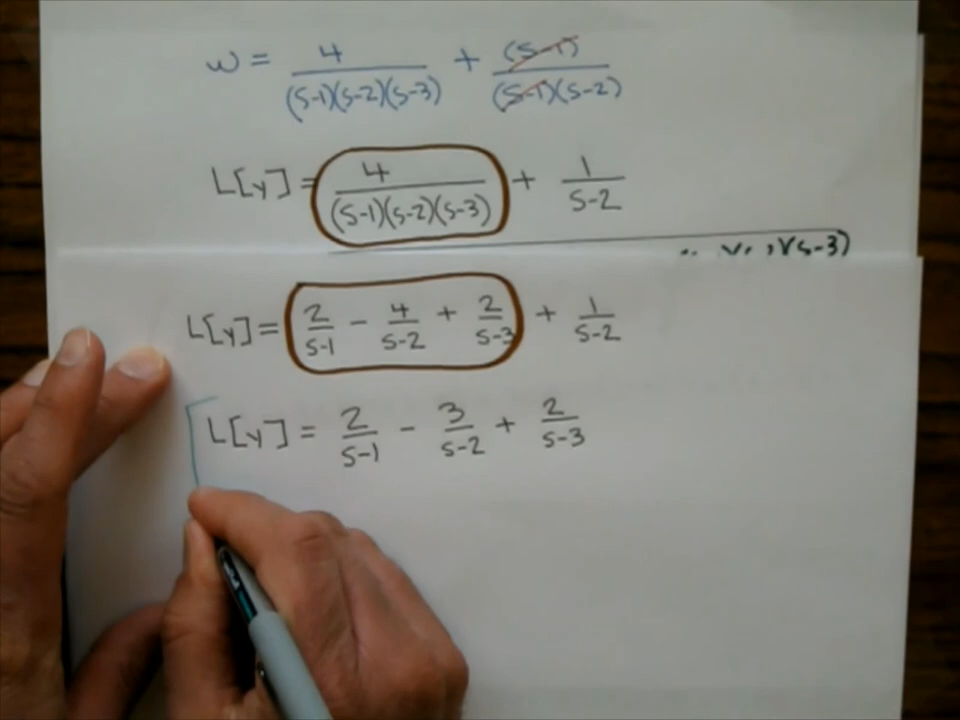 w = 4/((s-1)(s-2)(s-3)) + (s-1)/((s-1)(s-2))
L[y] = 4/((s-1)(s-2)(s-3)) + 1/(s-2)
(s-3)
L[y] = 2/(s-1) - 4/(s-2) + 2/(s-3) + 1/(s-2)
L[y] = 2/(s-1) - 3/(s-2) + 2/(s-3)